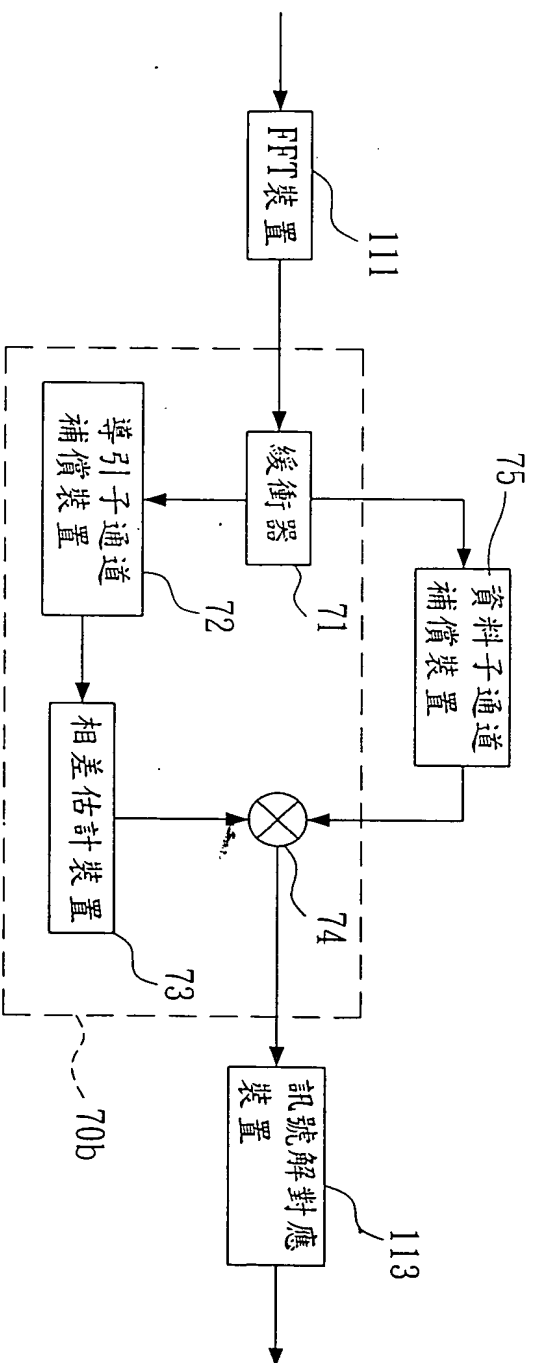 FFT裝置
111
緩衝器
71
導引子通道
補償裝置
72
75
資料子通道
補償裝置
相差估計裝置
73
74
70b
訊號解對應
裝置
113